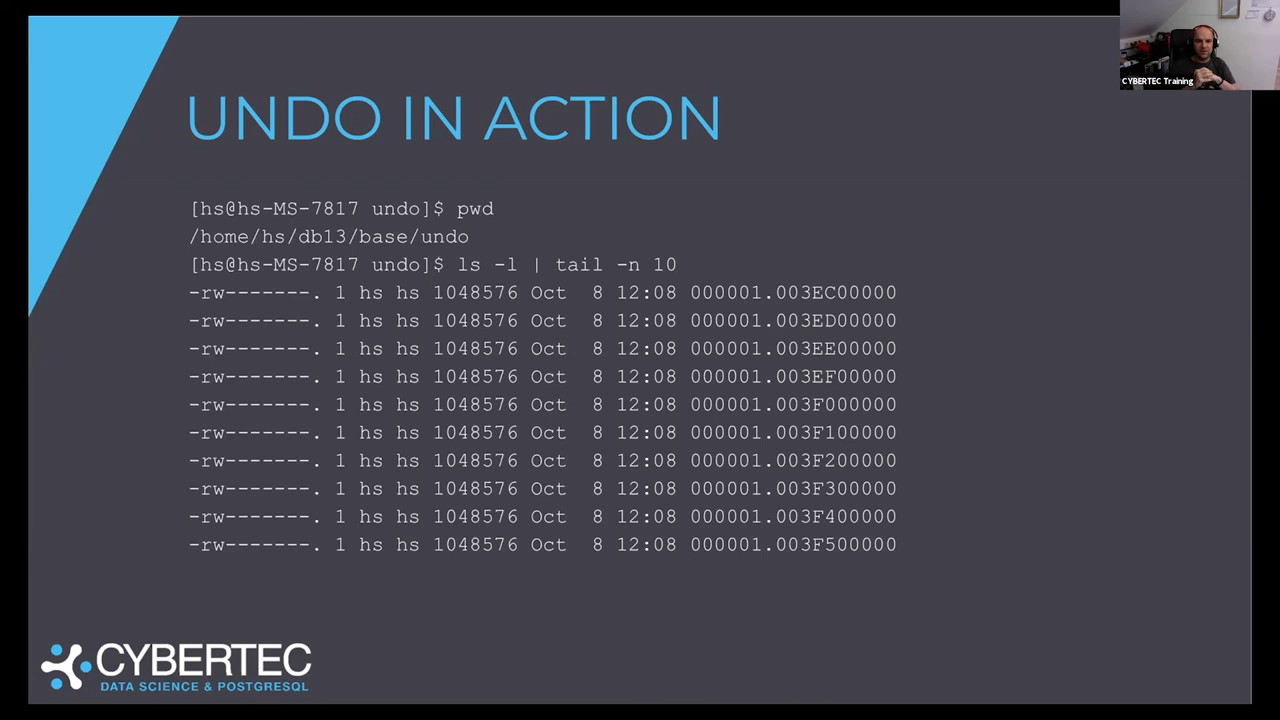 CYBERTEC Training
UNDO IN ACTION
[hs@hs-MS-7817 undo]$ pwd
/home/hs/db13/base/undo
[hs@hs-MS-7817 undo]$ ls -l | tail -n 10
-rw-------. 1 hs hs 1048576 Oct  8 12:08 000001.003EC00000
-rw-------. 1 hs hs 1048576 Oct  8 12:08 000001.003ED00000
-rw-------. 1 hs hs 1048576 Oct  8 12:08 000001.003EE00000
-rw-------. 1 hs hs 1048576 Oct  8 12:08 000001.003EF00000
-rw-------. 1 hs hs 1048576 Oct  8 12:08 000001.003F000000
-rw-------. 1 hs hs 1048576 Oct  8 12:08 000001.003F100000
-rw-------. 1 hs hs 1048576 Oct  8 12:08 000001.003F200000
-rw-------. 1 hs hs 1048576 Oct  8 12:08 000001.003F300000
-rw-------. 1 hs hs 1048576 Oct  8 12:08 000001.003F400000
-rw-------. 1 hs hs 1048576 Oct  8 12:08 000001.003F500000
CYBERTEC
DATA SCIENCE & POSTGRESQL